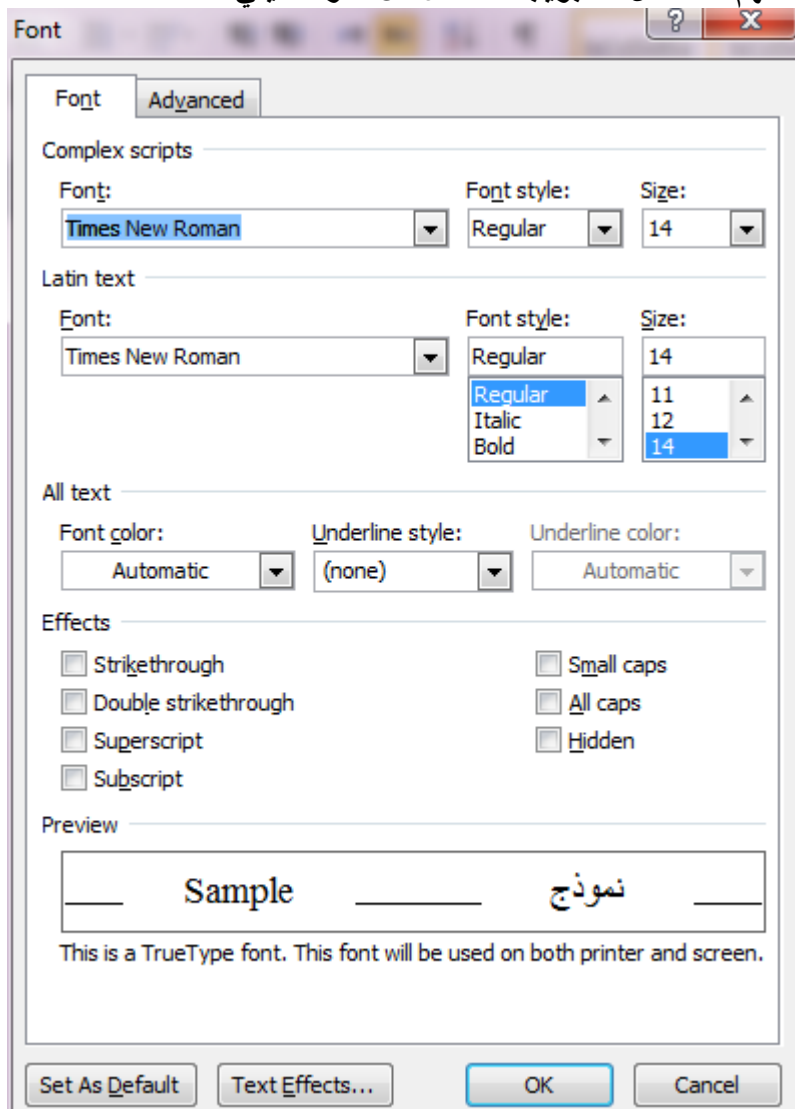 Font
Font Advanced
Complex scripts
Font: Font style: Size:
Times New Roman Regular 14
Latin text
Font: Font style: Size:
Times New Roman Regular 14
Regular 11
Italic 12
Bold 14
All text
Font color: Underline style: Underline color:
Automatic (none) Automatic
Effects
Strikethrough Small caps
Double strikethrough All caps
Superscript Hidden
Subscript
Preview
Sample نموذج
This is a TrueType font. This font will be used on both printer and screen.
Set As Default Text Effects... OK Cancel